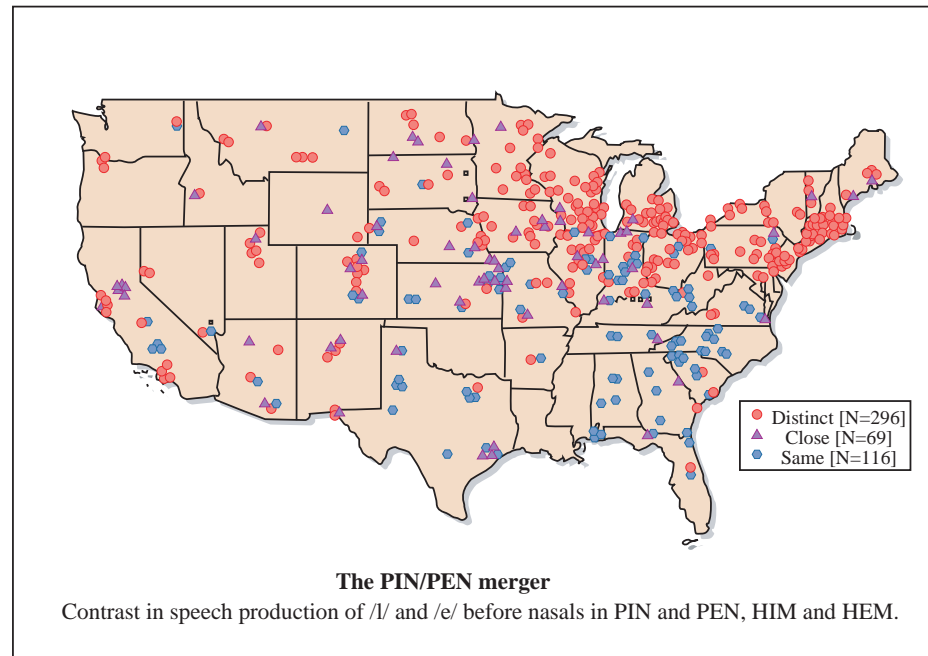 Distinct [N=296]
Close [N=69]
Same [N=116]
The PIN/PEN merger
Contrast in speech production of /I/ and /e/ before nasals in PIN and PEN, HIM and HEM.